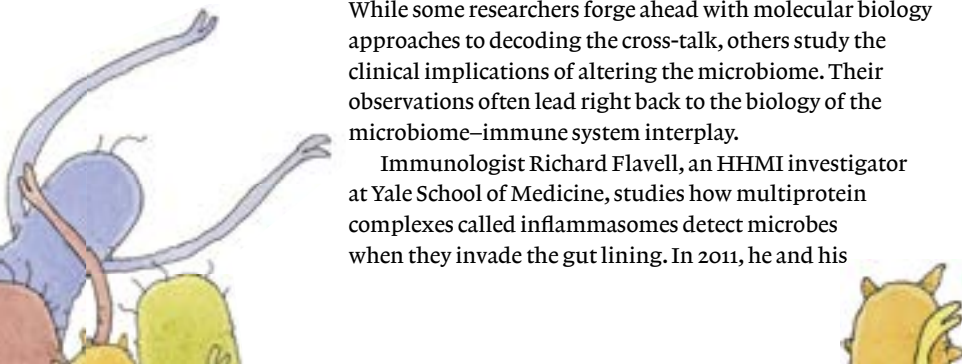 While some researchers forge ahead with molecular biology
approaches to decoding the cross-talk, others study the
clinical implications of altering the microbiome. Their
observations often lead right back to the biology of the
microbiome–immune system interplay.
Immunologist Richard Flavell, an HHMI investigator
at Yale School of Medicine, studies how multiprotein
complexes called inflammasomes detect microbes
when they invade the gut lining. In 2011, he and his